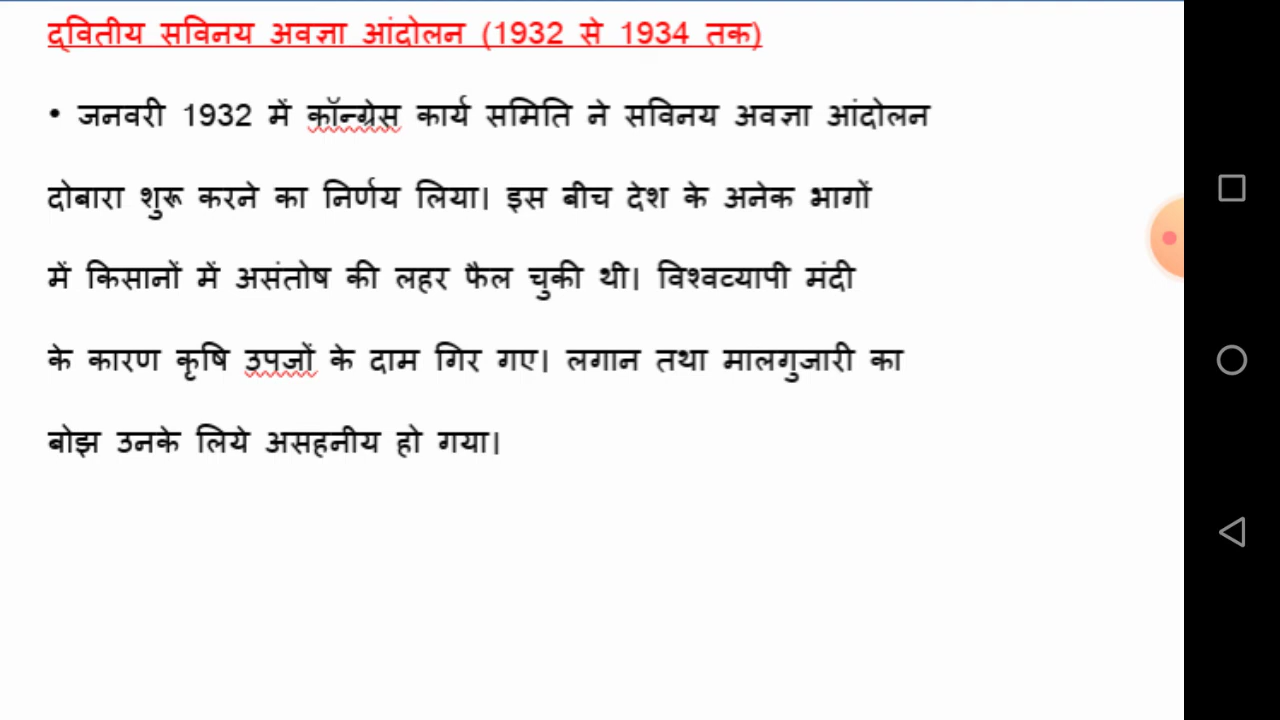 द्वितीय सविनय अवज्ञा आंदोलन (1932 से 1934 तक)
• जनवरी 1932 में कॉन्ग्रेस कार्य समिति ने सविनय अवज्ञा आंदोलन
दोबारा शुरू करने का निर्णय लिया। इस बीच देश के अनेक भागों
में किसानों में असंतोष की लहर फैल चुकी थी। विश्वव्यापी मंदी
के कारण कृषि उपजों के दाम गिर गए। लगान तथा मालगुजारी का
बोझ उनके लिये असहनीय हो गया।